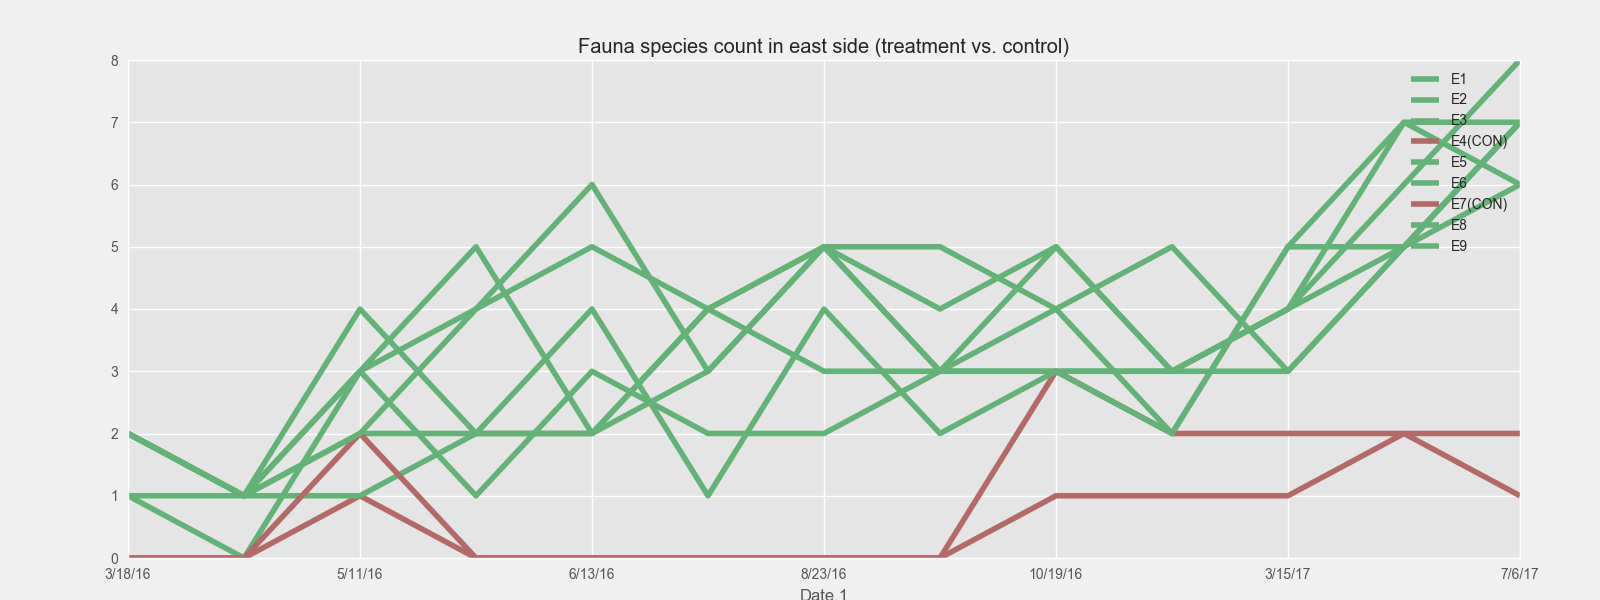 Fauna species count in east side (treatment vs. control)
8
7
6
5
4
3
2
1
0
E1
E2
E3
E4(CON)
E5
E6
E7(CON)
E8
E9
3/18/16 5/11/16 6/13/16 8/23/16 10/19/16 3/15/17 7/6/17
Date.1